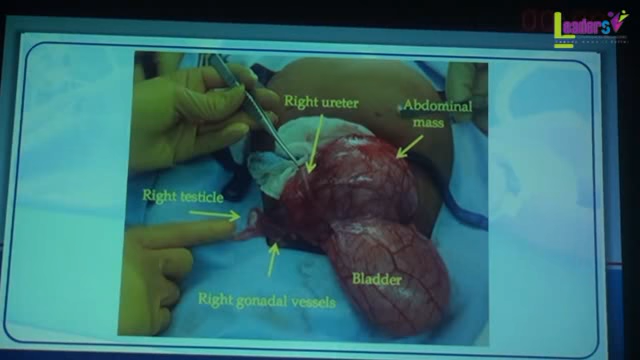 Leaders
Right ureter
Abdominal
mass
Right testicle
Bladder
Right gonadal vessels